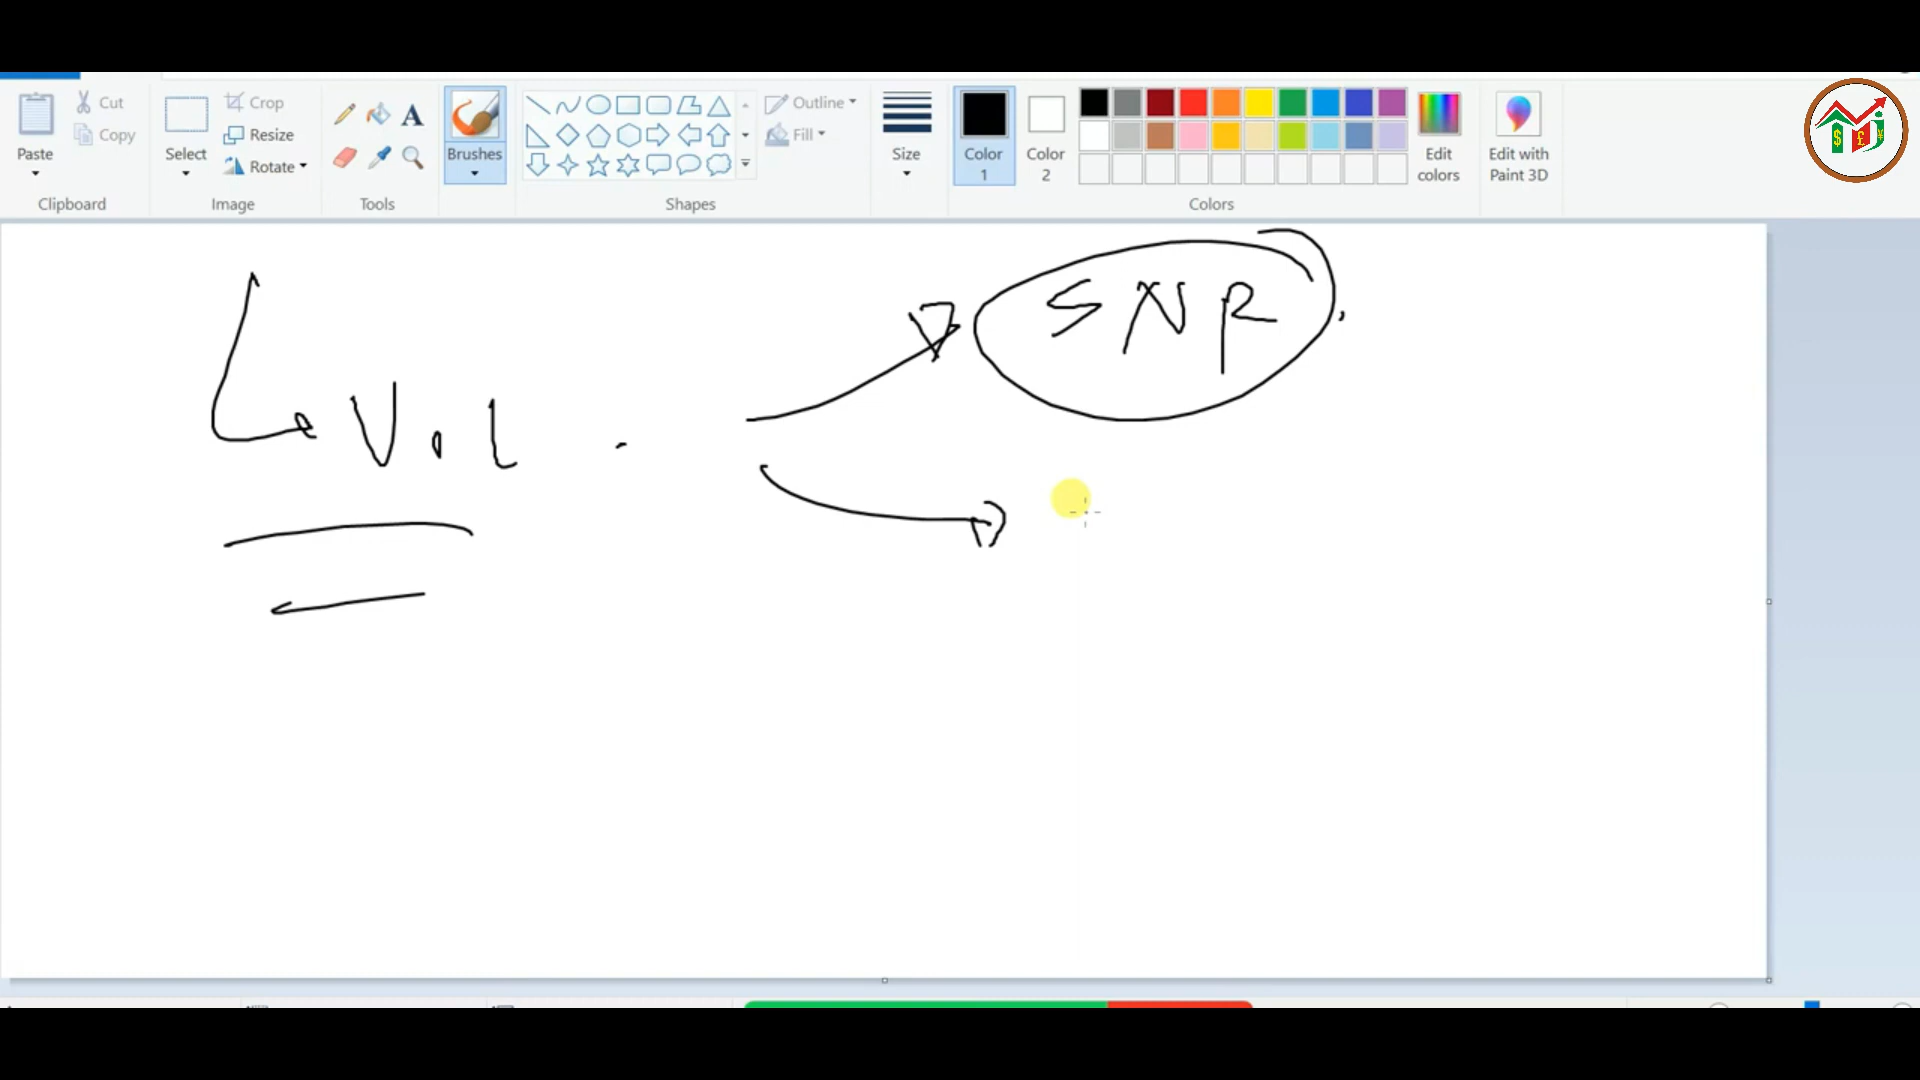 Cut
Copy
Paste
Clipboard
Select
Crop
Resize
Rotate
Image
Tools
Brushes
Shapes
Outline
Fill
Size
Color
1
Color
2
Colors
Edit
colors
Edit with
Paint 3D
SNR
Vol